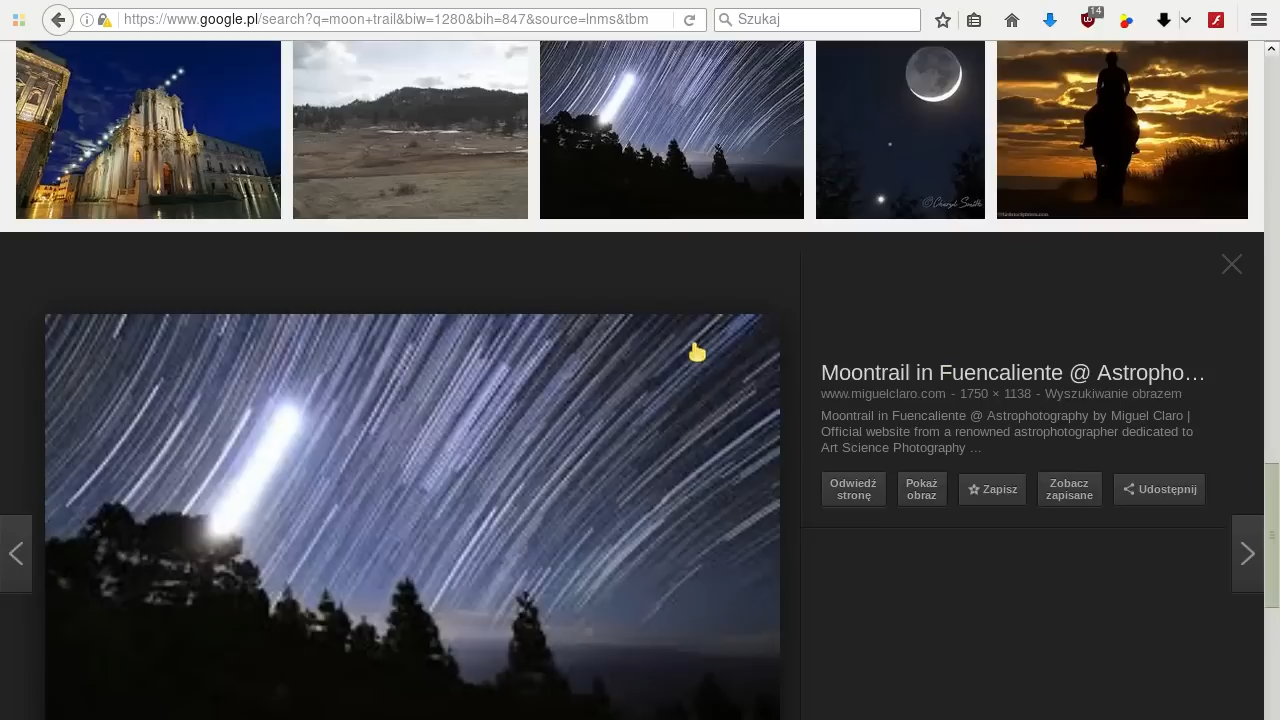 https://www.google.pl/search?q=moon+trail&biw=1280&bih=847&source=lnms&tbm
Szukaj
14
©Cheryl Smith
Moontrail in Fuencaliente @ Astropho…
www.miguelclaro.com - 1750 × 1138 - Wyszukiwanie obrazem
Moontrail in Fuencaliente @ Astrophotography by Miguel Claro |
Official website from a renowned astrophotographer dedicated to
Art Science Photography ...
Odwiedź stronę
Pokaż obraz
Zapisz
Zobacz zapisane
Udostępnij